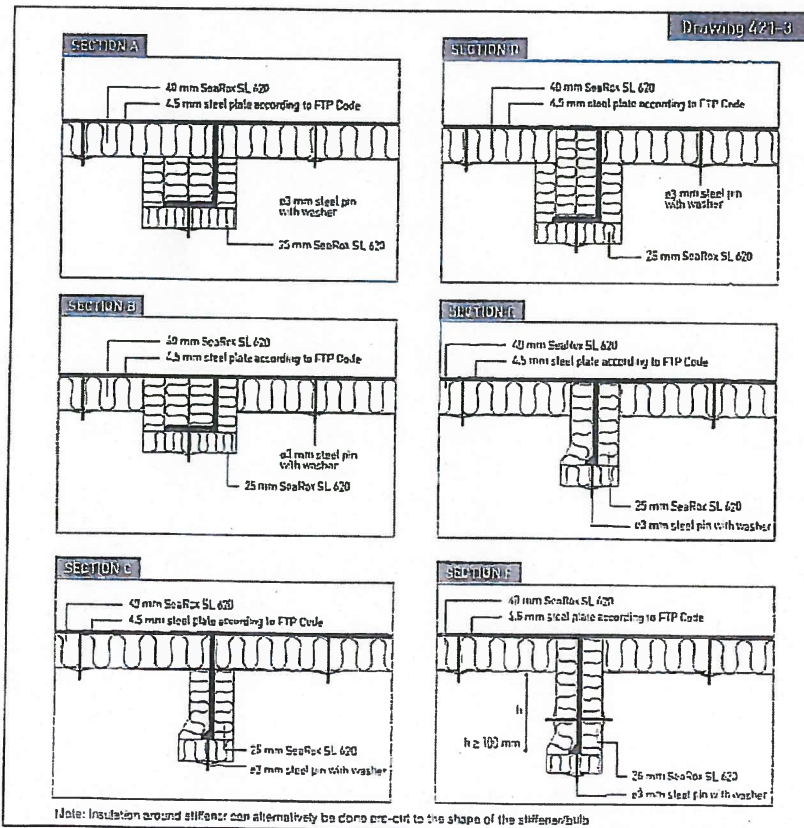 Drawing 421-3
SECTION A
40 mm SeaRox SL 620
4.5 mm steel plate according to FTP Code
ø3 mm steel pin
with washer
25 mm SeaRox SL 620
SECTION D
40 mm SeaRox SL 620
4.5 mm steel plate according to FTP Code
ø3 mm steel pin
with washer
25 mm SeaRox SL 620
SECTION B
40 mm SeaRox SL 620
4.5 mm steel plate according to FTP Code
ø3 mm steel pin
with washer
25 mm SeaRox SL 620
SECTION E
40 mm SeaRox SL 620
4.5 mm steel plate according to FTP Code
25 mm SeaRox SL 620
ø3 mm steel pin with washer
SECTION C
40 mm SeaRox SL 620
4.5 mm steel plate according to FTP Code
25 mm SeaRox SL 620
ø3 mm steel pin with washer
SECTION F
40 mm SeaRox SL 620
4.5 mm steel plate according to FTP Code
h
h ≥ 100 mm
25 mm SeaRox SL 620
ø3 mm steel pin with washer
Note: Insulation around stiffener can alternatively be done pre-cut to the shape of the stiffener/bulb